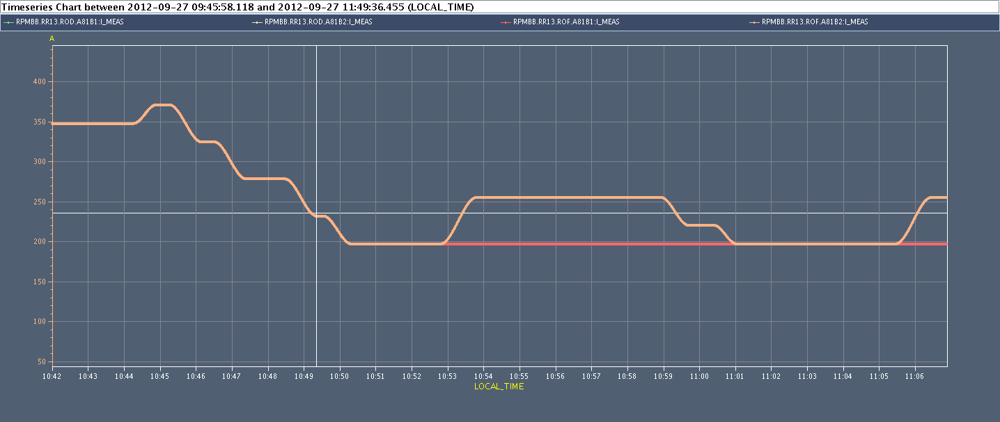 Timeseries Chart between 2012-09-27 09:45:58.118 and 2012-09-27 11:49:36.455 (LOCAL_TIME)
RPMBB.RR13.ROD.A81B1:I_MEAS RPMBB.RR13.ROD.A81B2:I_MEAS RPMBB.RR13.ROF.A81B1:I_MEAS RPMBB.RR13.ROF.A81B2:I_MEAS
A
400
350
300
250
200
150
100
50
10:42 10:43 10:44 10:45 10:46 10:47 10:48 10:49 10:50 10:51 10:52 10:53 10:54 10:55 10:56 10:57 10:58 10:59 11:00 11:01 11:02 11:03 11:04 11:05 11:06
LOCAL_TIME